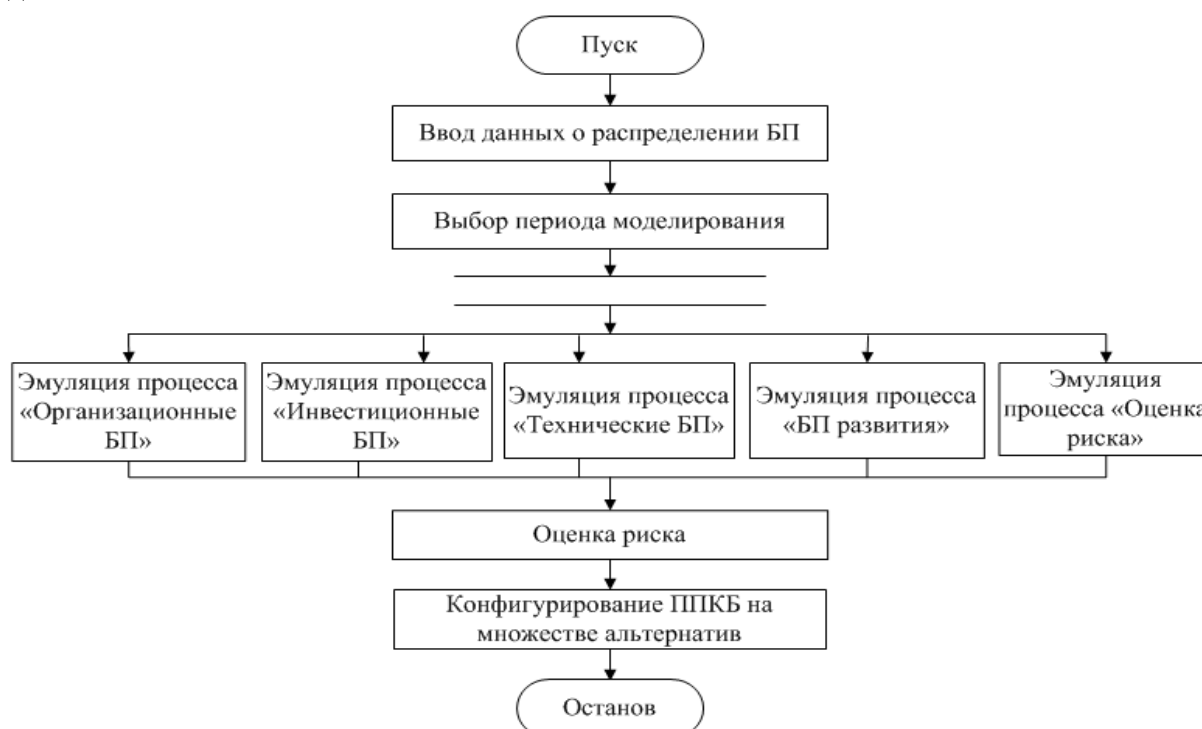 Пуск
Ввод данных о распределении БП
Выбор периода моделирования
Эмуляция процесса
«Организационные
БП»
Эмуляция процесса
«Инвестиционные
БП»
Эмуляция процесса
«Технические БП»
Эмуляция процесса
«БП развития»
Эмуляция
процесса «Оценка
риска»
Оценка риска
Конфигурирование ППКБ на
множестве альтернатив
Останов